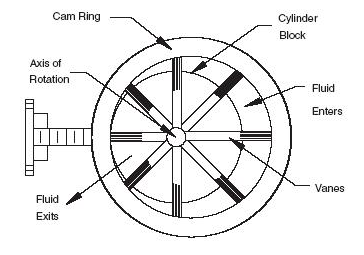 Cam Ring
Cylinder
Block
Axis of
Rotation
Fluid
Enters
Vanes
Fluid
Exits